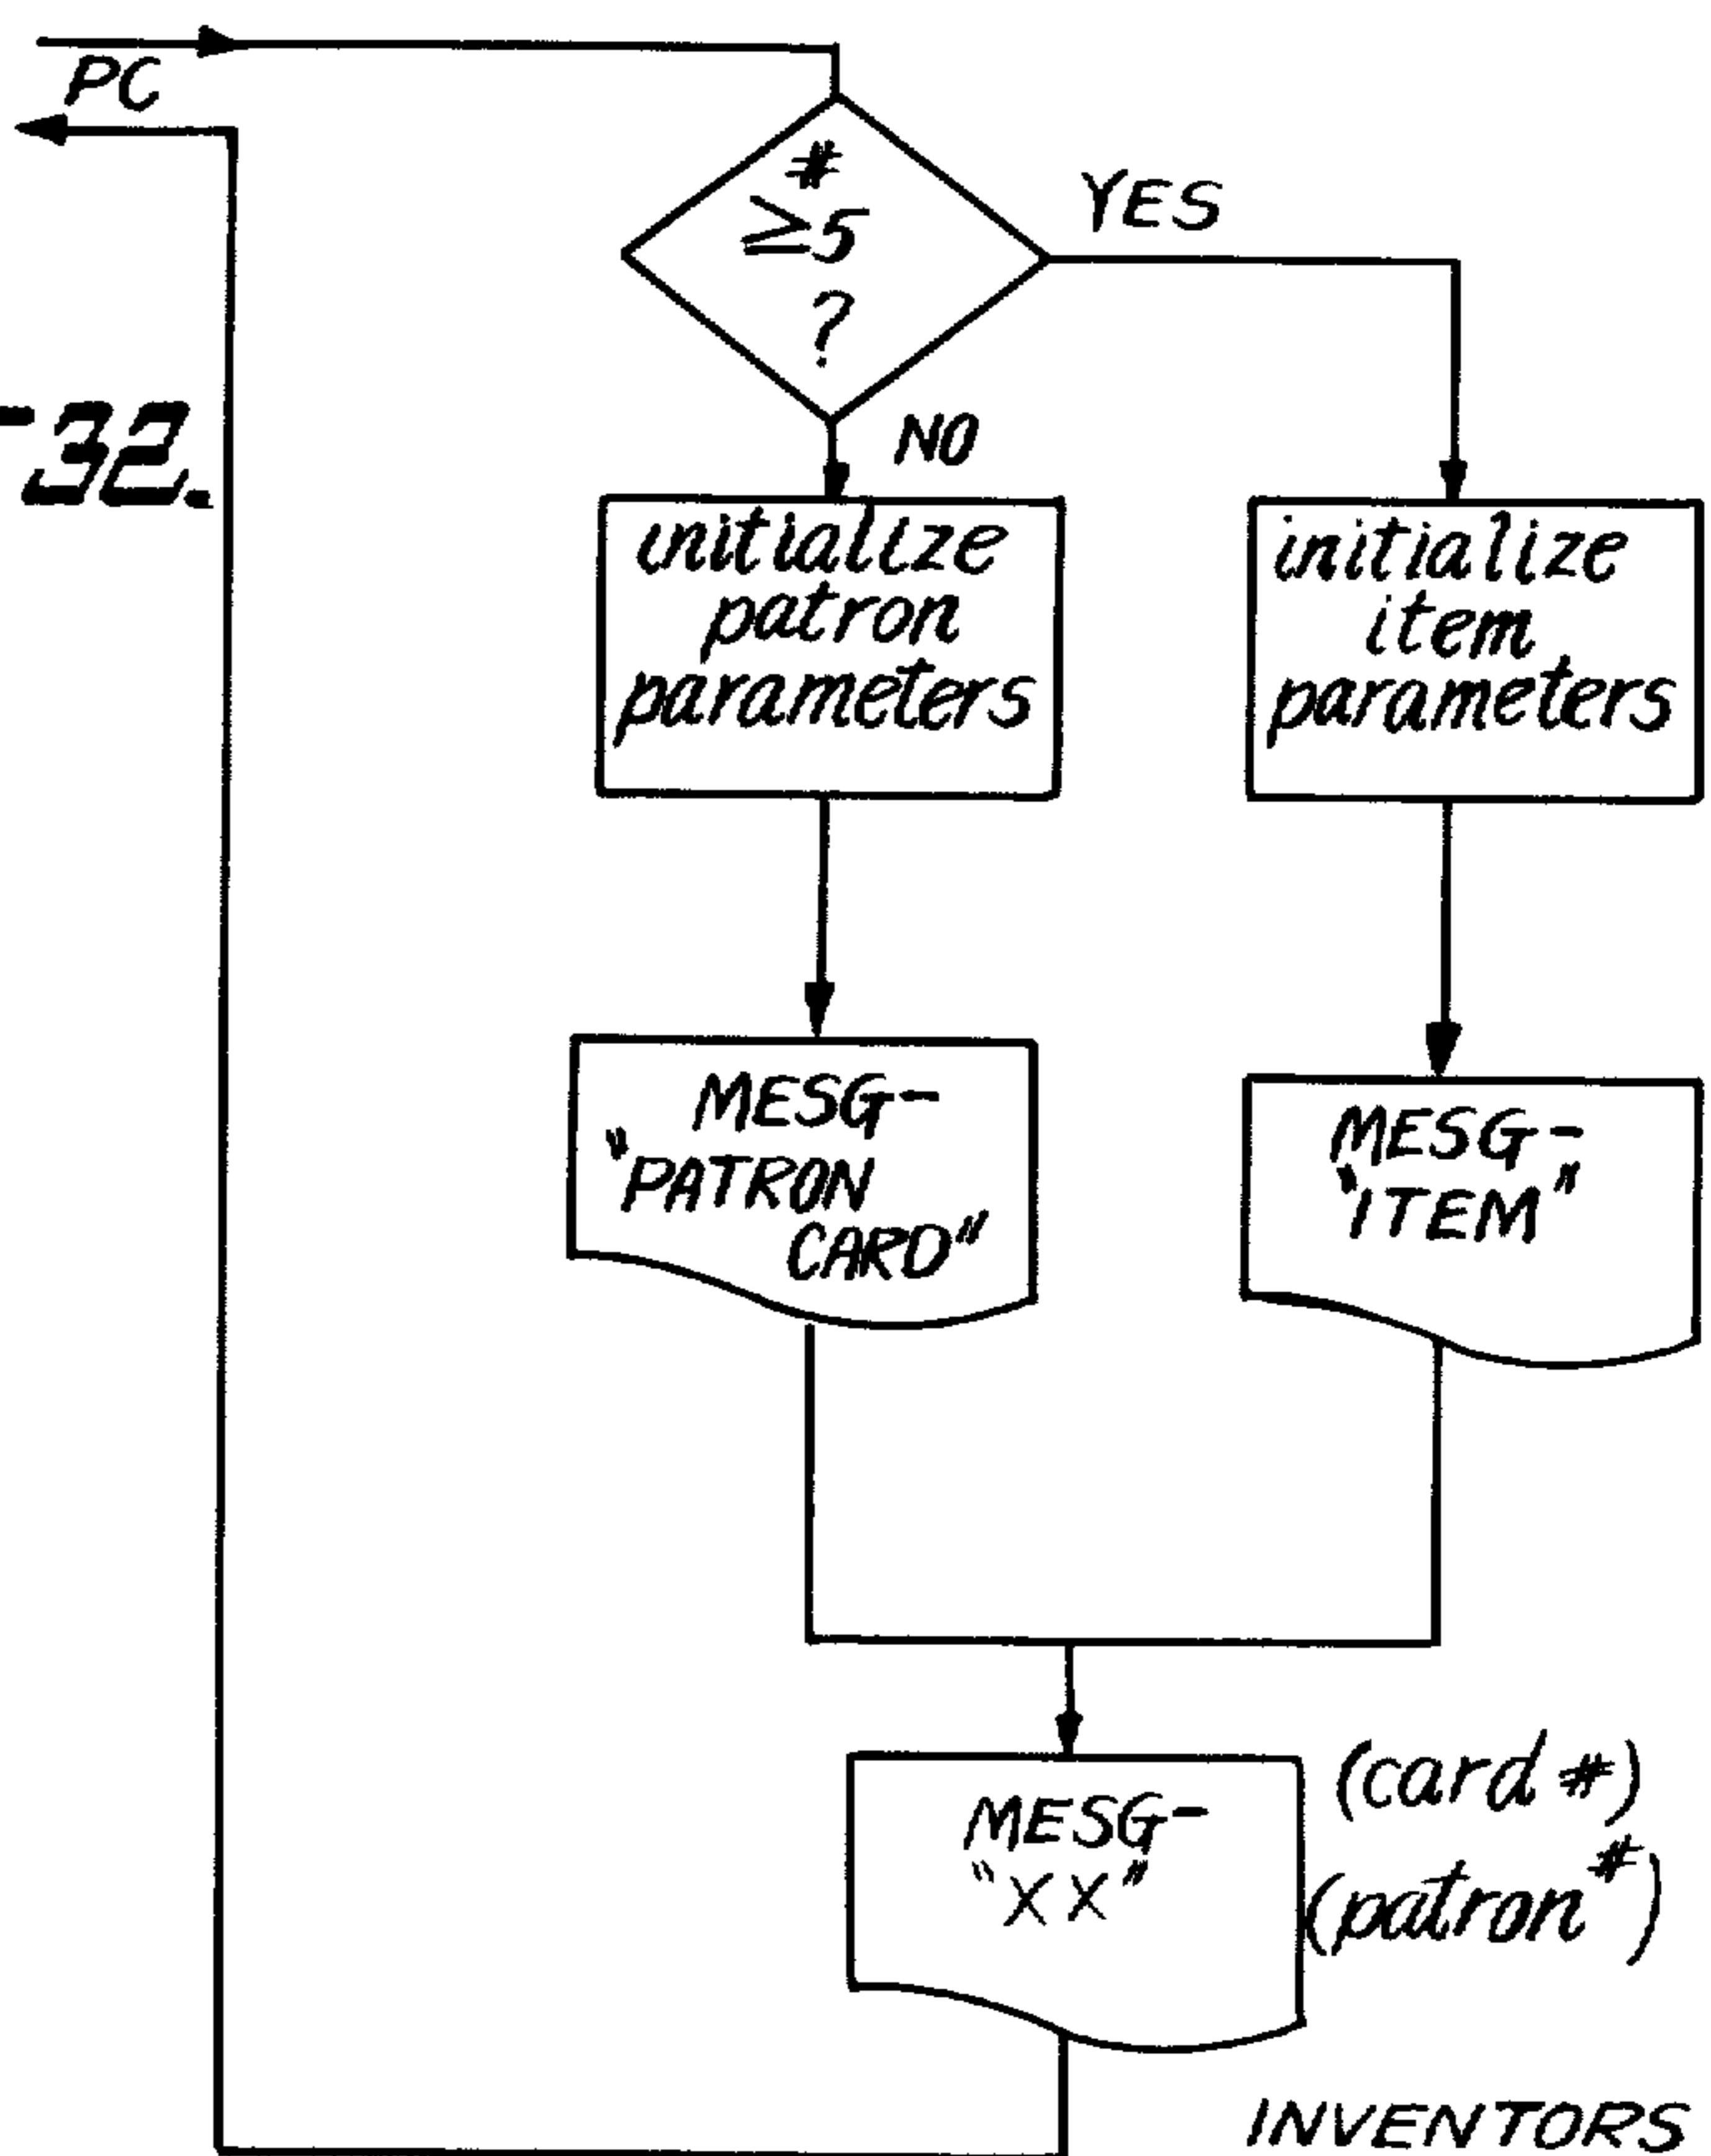 PC
#
≥5
?
YES
NO
32.
initialize
patron
parameters
initialize
item
parameters
MESG-
"PATRON
CARD"
MESG-
"ITEM"
MESG-
"XX"
(card #)
(patron #)
INVENTORS